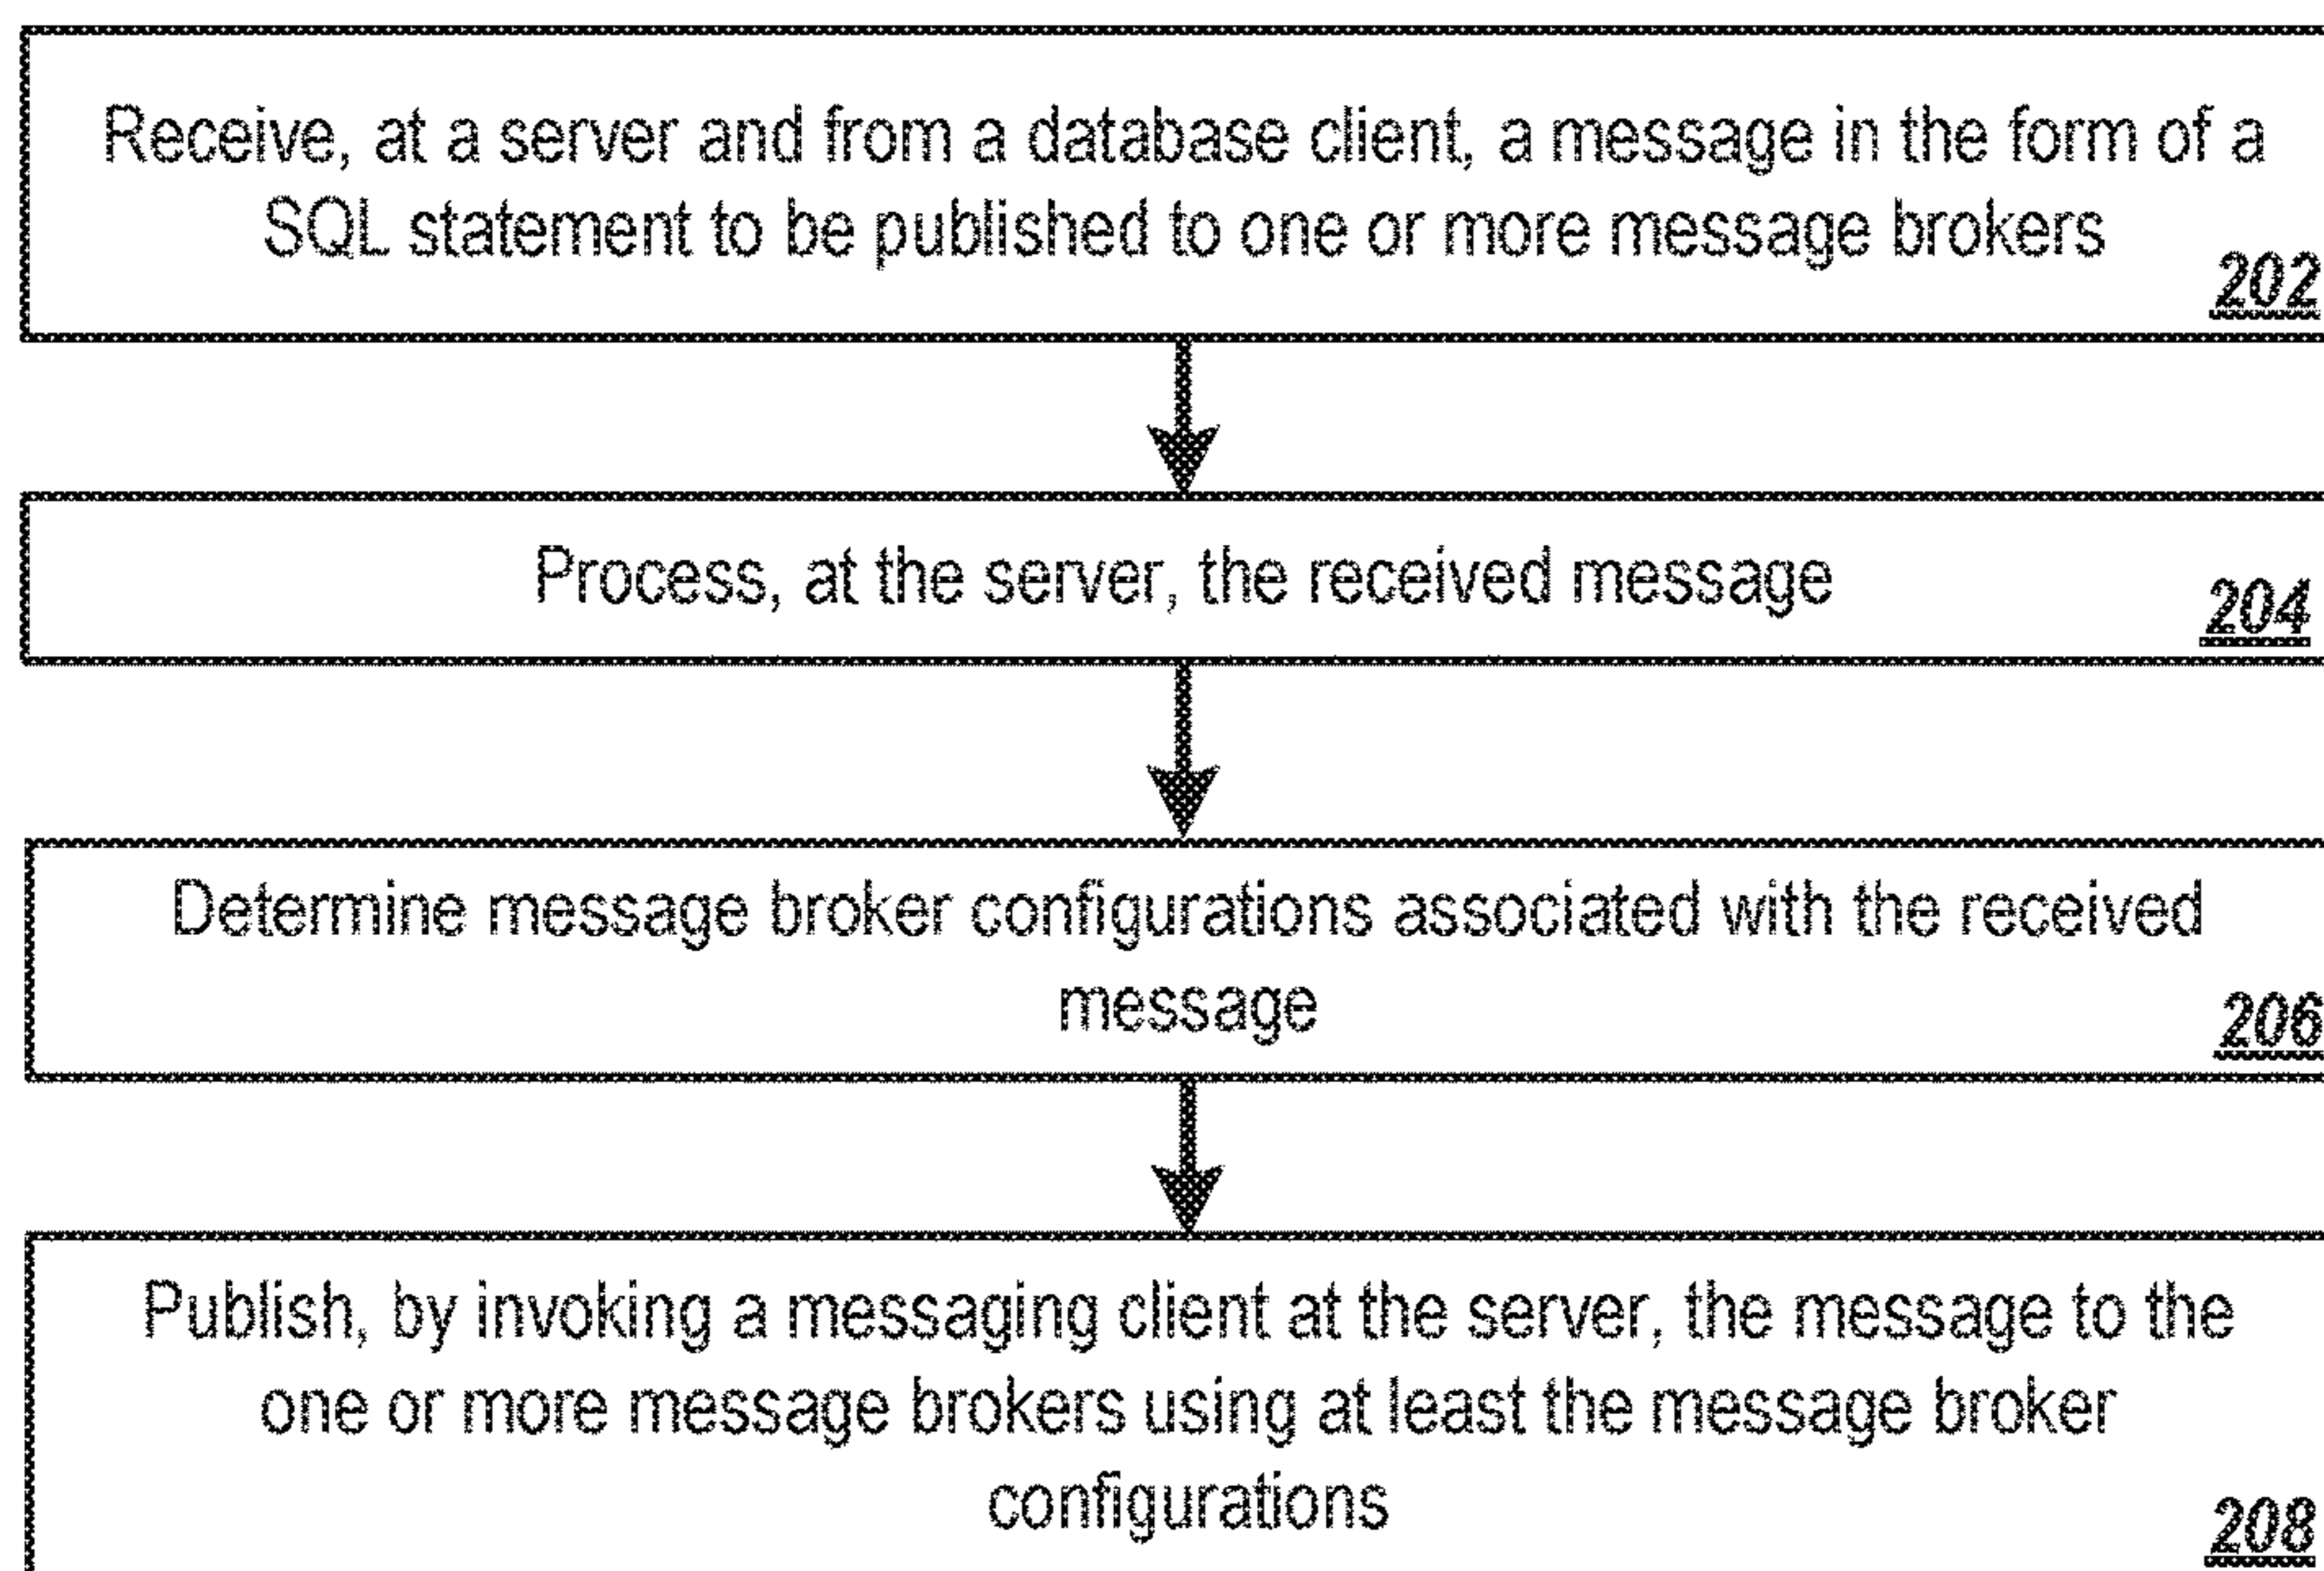 Receive, at a server and from a database client, a message in the form of a
SQL statement to be published to one or more message brokers
202
Process, at the server, the received message
204
Determine message broker configurations associated with the received
message
206
Publish, by invoking a messaging client at the server, the message to the
one or more message brokers using at least the message broker
configurations
208